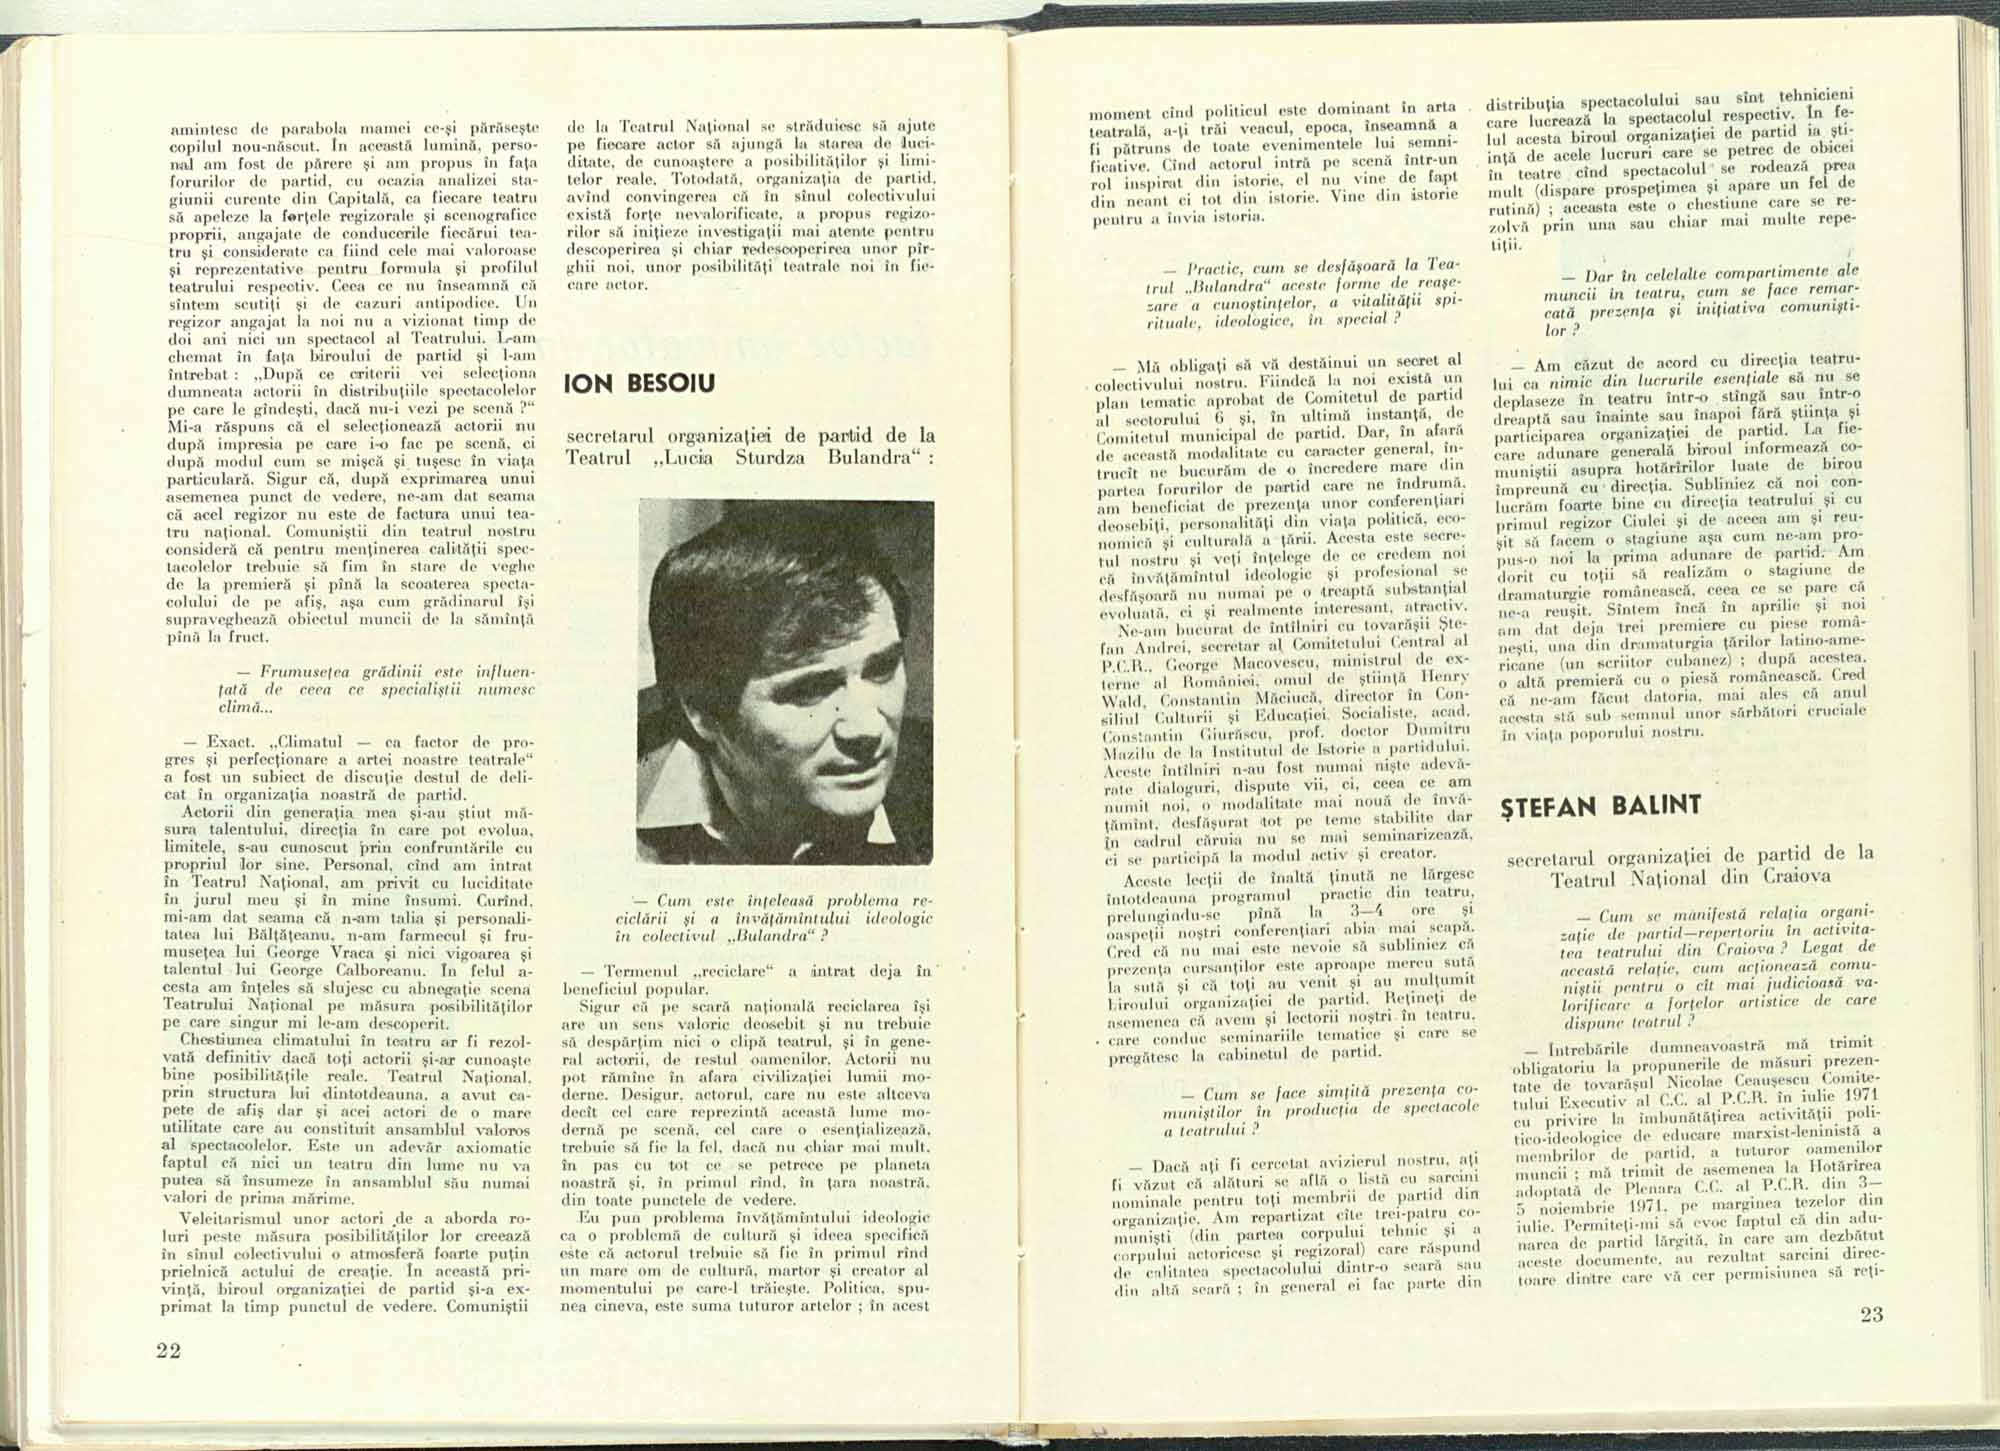 amintesc de parabola mamei ce-și părăsește
copilul nou-născut. In această lumină, perso-
nal am fost de părere și am propus în fața
forurilor de partid, cu ocazia analizei sta-
giunii curente din Capitală, ca fiecare teatru
să apeleze la forțele regizorale și scenografice
proprii, angajate de conducerile fiecărui tea-
tru și considerate ca fiind cele mai valoroase
și reprezentative pentru formula și profilul
teatrului respectiv. Ceea ce nu înseamnă că
sîntem scutiți și de cazuri antipodice. Un
regizor angajat la noi nu a vizionat timp de
doi ani nici un spectacol al Teatrului. L-am
chemat în fața biroului de partid și l-am
întrebat : „După ce criterii vei selecționa
dumneata actorii în distribuțiile spectacolelor
pe care le gîndești, dacă nu-i vezi pe scenă ?“
Mi-a răspuns că el selecționează actorii nu
după impresia pe care i-o fac pe scenă, ci
după modul cum se mișcă și tușesc în viața
particulară. Sigur că, după exprimarea unui
asemenea punct de vedere, ne-am dat seama
că acel regizor nu este de factura unui tea-
tru național. Comuniștii din teatrul nostru
consideră că pentru menținerea calității spec-
tacolelor trebuie să fim în stare de veghe
de la premieră și pînă la scoaterea specta-
colului de pe afiș, așa cum grădinarul își
supraveghează obiectul muncii de la sămînță
pînă la fruct.
— Frumusețea grădinii este influen-
țată de ceea ce specialiștii numesc
climă...
— Exact. „Climatul — ca factor de pro-
gres și perfecționare a artei noastre teatrale“
a fost un subiect de discuție destul de deli-
cat în organizația noastră de partid.
Actorii din generația mea și-au știut mă-
sura talentului, direcția în care pot evolua,
limitele, s-au cunoscut prin confruntările cu
propriul lor sine. Personal, cînd am intrat
în Teatrul Național, am privit cu luciditate
în jurul meu și în mine însumi. Curînd,
mi-am dat seama că n-am talia și personali-
tatea lui Bălțățeanu, n-am farmecul și fru-
musețea lui George Vraca și nici vigoarea și
talentul lui George Calboreanu. In felul a-
cesta am înțeles să slujesc cu abnegație scena
Teatrului Național pe măsura posibilităților
pe care singur mi le-am descoperit.
Chestiunea climatului în teatru ar fi rezol-
vată definitiv dacă toți actorii și-ar cunoaște
bine posibilitățile reale. Teatrul Național,
prin structura lui dintotdeauna, a avut ca-
pete de afiș dar și acei actori de o mare
utilitate care au constituit ansamblul valoros
al spectacolelor. Este un adevăr axiomatic
faptul că nici un teatru din lume nu va
putea să însumeze în ansamblul său numai
valori de prima mărime.
Veleitarismul unor actori de a aborda ro-
luri peste măsura posibilităților lor creează
în sînul colectivului o atmosferă foarte puțin
prielnică actului de creație. In această pri-
vință, biroul organizației de partid și-a ex-
primat la timp punctul de vedere. Comuniștii
22
de la Teatrul Național se străduiesc să ajute
pe fiecare actor să ajungă la starea de luci-
ditate, de cunoaștere a posibilităților și limi-
telor reale. Totodată, organizația de partid,
avînd convingerea că în sînul colectivului
există forțe nevalorificate, a propus regizo-
rilor să inițieze investigații mai atente pentru
descoperirea și chiar redescoperirea unor pîr-
ghii noi, unor posibilități teatrale noi în fie-
care actor.
ION BESOIU
secretarul organizației de partid de la
Teatrul „Lucia Sturdza Bulandra“ :
— Cum este înțeleasă problema re-
ciclării și a învățămîntului ideologic
în colectivul „Bulandra“ ?
— Termenul „reciclare“ a intrat deja în
beneficiul popular.
Sigur că pe scară națională reciclarea își
are un sens valoric deosebit și nu trebuie
să despărțim nici o clipă teatrul, și în gene-
ral actorii, de restul oamenilor. Actorii nu
pot rămîne în afara civilizației lumii mo-
derne. Desigur, actorul, care nu este altceva
decît cel care reprezintă această lume mo-
dernă pe scenă, cel care o esențializează,
trebuie să fie la fel, dacă nu chiar mai mult,
în pas cu tot ce se petrece pe planeta
noastră și, în primul rînd, în țara noastră,
din toate punctele de vedere.
Eu pun problema învățămîntului ideologic
ca o problemă de cultură și ideea specifică
este că actorul trebuie să fie în primul rînd
un mare om de cultură, martor și creator al
momentului pe care-l trăiește. Politica, spu-
nea cineva, este suma tuturor artelor ; în acest
moment cînd politicul este dominant în arta
teatrală, a-ți trăi veacul, epoca, înseamnă a
fi pătruns de toate evenimentele lui semni-
ficative. Cînd actorul intră pe scenă într-un
rol inspirat din istorie, el nu vine de fapt
din neant ci tot din istorie. Vine din istorie
pentru a învia istoria.
— Practic, cum se desfășoară la Tea-
trul „Bulandra“ aceste forme de reașe-
zare a cunoștințelor, a vitalității spi-
rituale, ideologice, în special ?
— Mă obligați să vă destăinui un secret al
colectivului nostru. Fiindcă la noi există un
plan tematic aprobat de Comitetul de partid
al sectorului 6 și, în ultimă instanță, de
Comitetul municipal de partid. Dar, în afară
de această modalitate cu caracter general, în-
trucît ne bucurăm de o încredere mare din
partea forurilor de partid care ne îndrumă,
am beneficiat de prezența unor conferențiari
deosebiți, personalități din viața politică, eco-
nomică și culturală a țării. Acesta este secre-
tul nostru și veți înțelege de ce credem noi
că învățămîntul ideologic și profesional se
desfășoară nu numai pe o treaptă substanțial
evoluată, ci și realmente interesant, atractiv.
Ne-am bucurat de întîlniri cu tovarășii Ște-
fan Andrei, secretar al Comitetului Central al
P.C.R., George Macovescu, ministrul de ex-
terne al României, omul de știință Henry
Wald, Constantin Măciucă, director în Con-
siliul Culturii și Educației Socialiste, acad.
Constantin Giurăscu, prof. doctor Dumitru
Mazilu de la Institutul de Istorie a partidului.
Aceste întîlniri n-au fost numai niște adevă-
rate dialoguri, dispute vii, ci, ceea ce am
numit noi, o modalitate mai nouă de învă-
țămînt, desfășurat tot pe teme stabilite dar
în cadrul căruia nu se mai seminarizează,
ci se participă la modul activ și creator.
Aceste lecții de înaltă ținută ne lărgesc
întotdeauna programul practic din teatru,
prelungindu-se pînă la 3—4 ore și
oaspeții noștri conferențiari abia mai scapă.
Cred că nu mai este nevoie să subliniez că
prezența cursanților este aproape mereu sută
la sută și că toți au venit și au mulțumit
biroului organizației de partid. Rețineți de
asemenea că avem și lectorii noștri în teatru,
care conduc seminariile tematice și care se
pregătesc la cabinetul de partid.
— Cum se face simțită prezența co-
muniștilor în producția de spectacole
a teatrului ?
— Dacă ați fi cercetat avizierul nostru, ați
fi văzut că alături se află o listă cu sarcini
nominale pentru toți membrii de partid din
organizație. Am repartizat cîte trei-patru co-
muniști (din partea corpului tehnic și a
corpului actoricesc și regizoral) care răspund
de calitatea spectacolului dintr-o seară sau
din altă seară ; în general ei fac parte din
distribuția spectacolului sau sînt tehnicieni
care lucrează la spectacolul respectiv. In fe-
lul acesta biroul organizației de partid ia ști-
ință de acele lucruri care se petrec de obicei
în teatre cînd spectacolul se rodează prea
mult (dispare prospețimea și apare un fel de
rutină) ; aceasta este o chestiune care se re-
zolvă prin una sau chiar mai multe repe-
tiții.
— Dar în celelalte compartimente ale
muncii în teatru, cum se face remar-
cată prezența și inițiativa comuniști-
lor ?
— Am căzut de acord cu direcția teatru-
lui ca nimic din lucrurile esențiale să nu se
deplaseze în teatru într-o stîngă sau într-o
dreaptă sau înainte sau înapoi fără știința și
participarea organizației de partid. La fie-
care adunare generală biroul informează co-
muniștii asupra hotărîrilor luate de birou
împreună cu direcția. Subliniez că noi con-
lucrăm foarte bine cu direcția teatrului și cu
primul regizor Ciulei și de aceea am și reu-
șit să facem o stagiune așa cum ne-am pro-
pus-o noi la prima adunare de partid. Am
dorit cu toții să realizăm o stagiune de
dramaturgie românească, ceea ce se pare că
ne-a reușit. Sîntem încă în aprilie și noi
am dat deja trei premiere cu piese româ-
nești, una din dramaturgia țărilor latino-ame-
ricane (un scriitor cubanez) ; după acestea,
o altă premieră cu o piesă românească. Cred
că ne-am făcut datoria, mai ales că anul
acesta stă sub semnul unor sărbători cruciale
în viața poporului nostru.
ȘTEFAN BALINT
secretarul organizației de partid de la
Teatrul Național din Craiova
— Cum se manifestă relația organi-
zație de partid—repertoriu în activita-
tea teatrului din Craiova ? Legat de
această relație, cum acționează comu-
niștii pentru o cît mai judicioasă va-
lorificare a forțelor artistice de care
dispune teatrul ?
— Intrebările dumneavoastră mă trimit
obligatoriu la propunerile de măsuri prezen-
tate de tovarășul Nicolae Ceaușescu Comite-
tului Executiv al C.C. al P.C.R. în iulie 1971
cu privire la îmbunătățirea activității poli-
tico-ideologice de educare marxist-leninistă a
membrilor de partid, a tuturor oamenilor
muncii ; mă trimit de asemenea la Hotărîrea
adoptată de Plenara C.C. al P.C.R. din 3—
5 noiembrie 1971, pe marginea tezelor din
iulie. Permiteți-mi să evoc faptul că din adu-
narea de partid lărgită, în care am dezbătut
aceste documente, au rezultat sarcini direc-
toare dintre care vă cer permisiunea să reți-
23